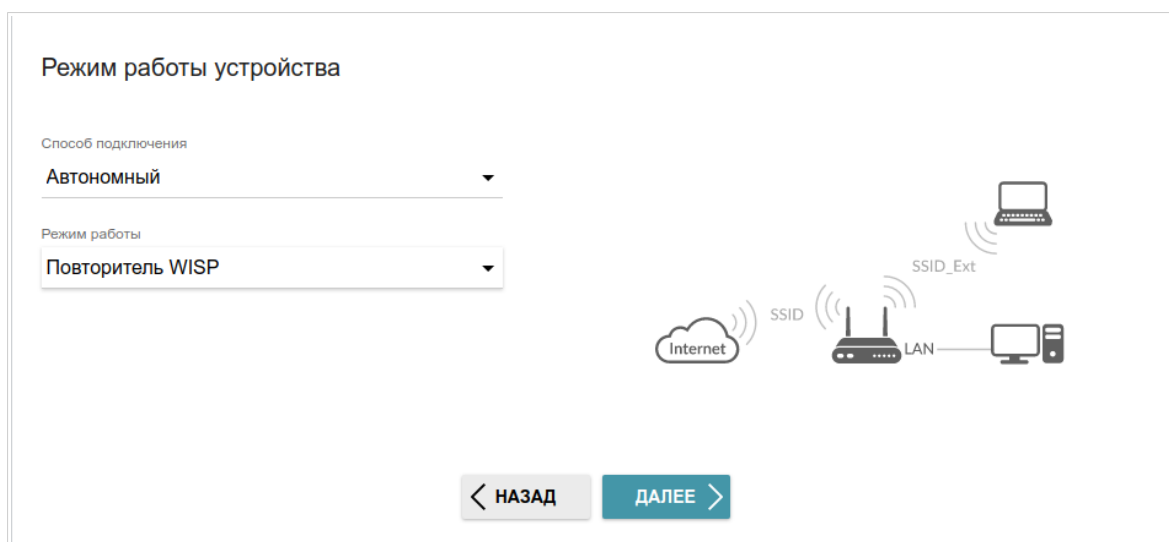 Режим работы устройства
Способ подключения
Автономный
Режим работы
Повторитель WISP
SSID_Ext
SSID
Internet
LAN
НАЗАД
ДАЛЕЕ